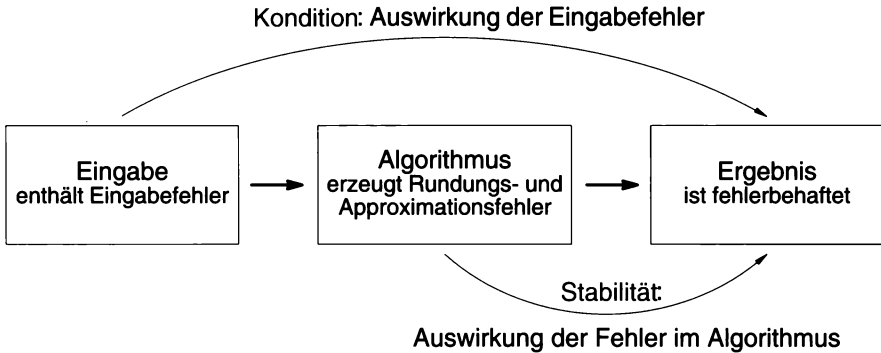 Kondition: Auswirkung der Eingabefehler
Eingabe
enthält Eingabefehler
Algorithmus
erzeugt Rundungs- und
Approximationsfehler
Ergebnis
ist fehlerbehaftet
Stabilität:
Auswirkung der Fehler im Algorithmus